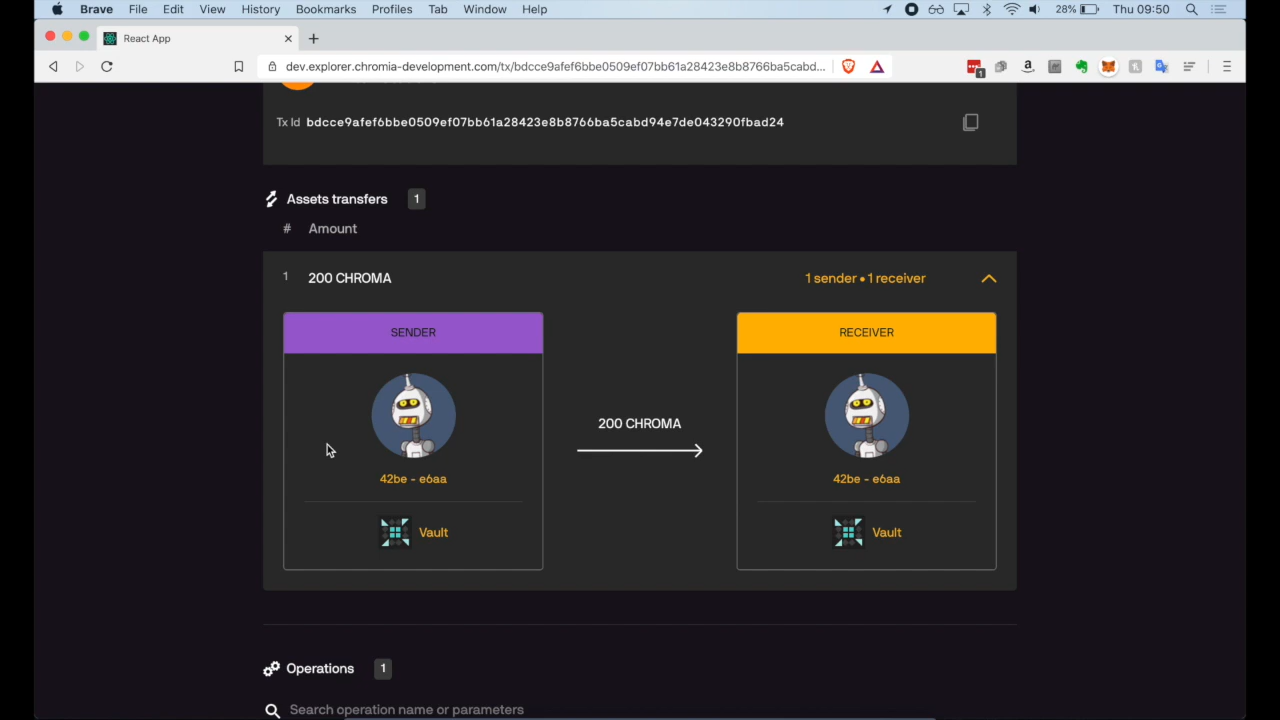 Brave File Edit View History Bookmarks Profiles Tab Window Help 28% Thu 09:50
React App
dev.explorer.chromia-development.com/tx/bdcce9afef6bbe0509ef07bb61a28423e8b8766ba5cabd... 1
Tx Id bdcce9afef6bbe0509ef07bb61a28423e8b8766ba5cabd94e7de043290fbad24
Assets transfers 1
# Amount
1 200 CHROMA 1 sender • 1 receiver
SENDER RECEIVER
200 CHROMA
42be - e6aa 42be - e6aa
Vault Vault
Operations 1
Search operation name or parameters